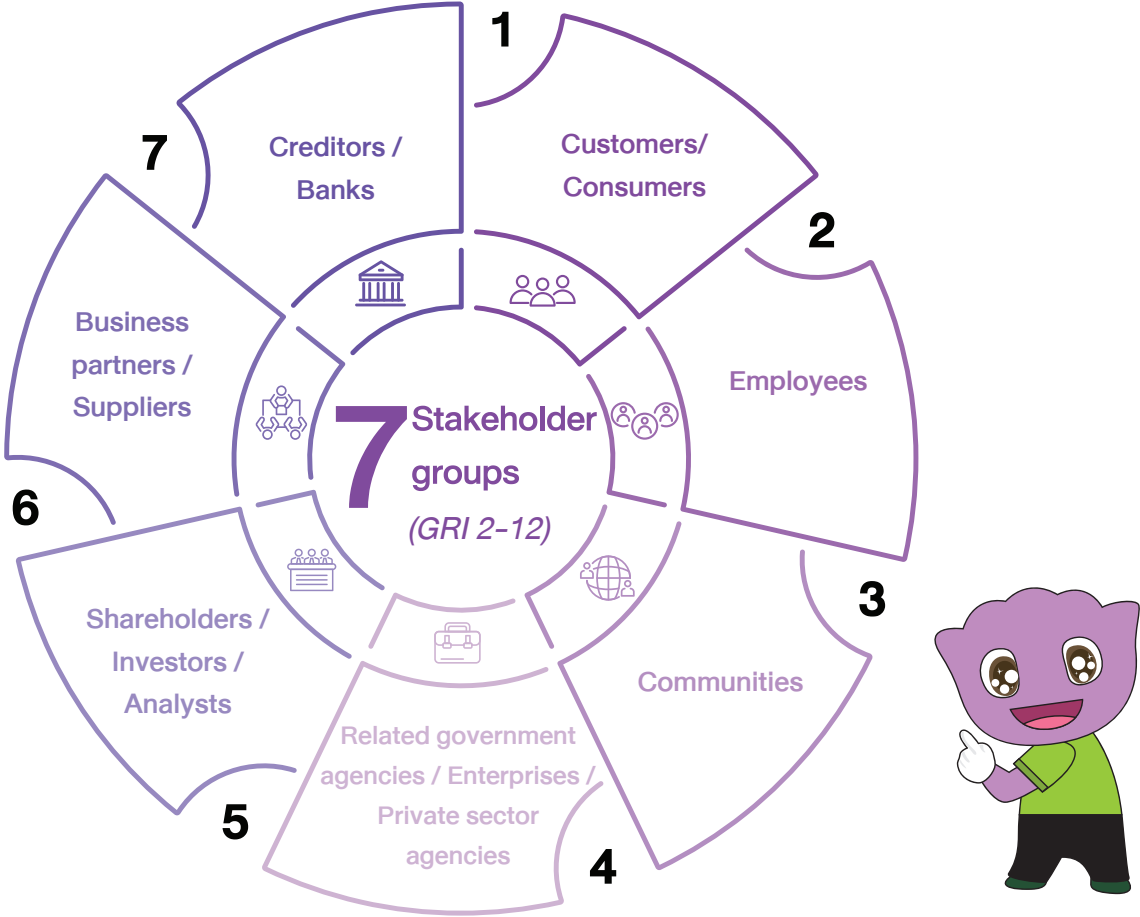 7 Stakeholder
groups
(GRI 2-12)
1
Customers/
Consumers
2
Employees
3
Communities
4
Related government
agencies / Enterprises /
Private sector
agencies
5
Shareholders /
Investors /
Analysts
6
Business
partners /
Suppliers
7
Creditors /
Banks